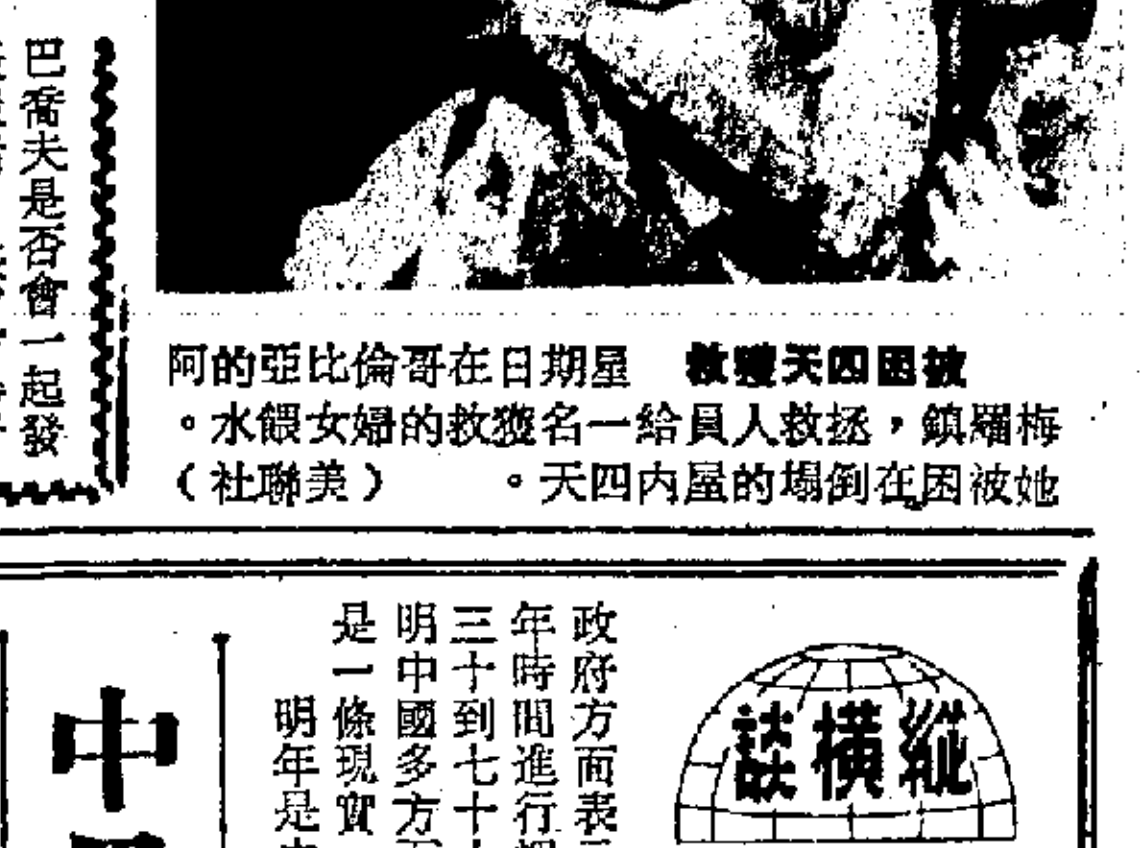 巴喬夫是否會一起發
被困四天獲救 星期日在哥倫比亞的阿
梅羅鎮,拯救人員給一名獲救的婦女餵水。
她被困在倒塌的屋内四天。 (美聯社)
縱橫談
政府方面表
年時間進行
三十到七十
明中國多方
是一條現實
明年是
中